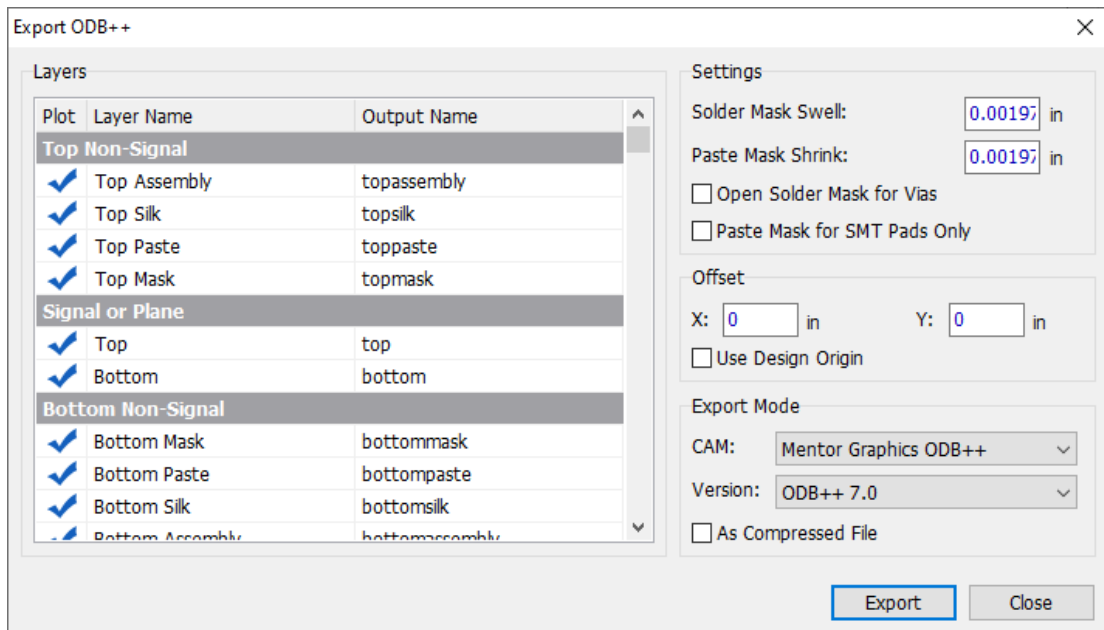 Export ODB++
Layers
Plot Layer Name Output Name
Top Non-Signal
Top Assembly topassembly
Top Silk topsilk
Top Paste toppaste
Top Mask topmask
Signal or Plane
Top top
Bottom bottom
Bottom Non-Signal
Bottom Mask bottommask
Bottom Paste bottompaste
Bottom Silk bottomsilk
Bottom Assembly bottomassembly
Settings
Solder Mask Swell: 0.00197 in
Paste Mask Shrink: 0.00197 in
Open Solder Mask for Vias
Paste Mask for SMT Pads Only
Offset
X: 0 in Y: 0 in
Use Design Origin
Export Mode
CAM: Mentor Graphics ODB++
Version: ODB++ 7.0
As Compressed File
Export Close